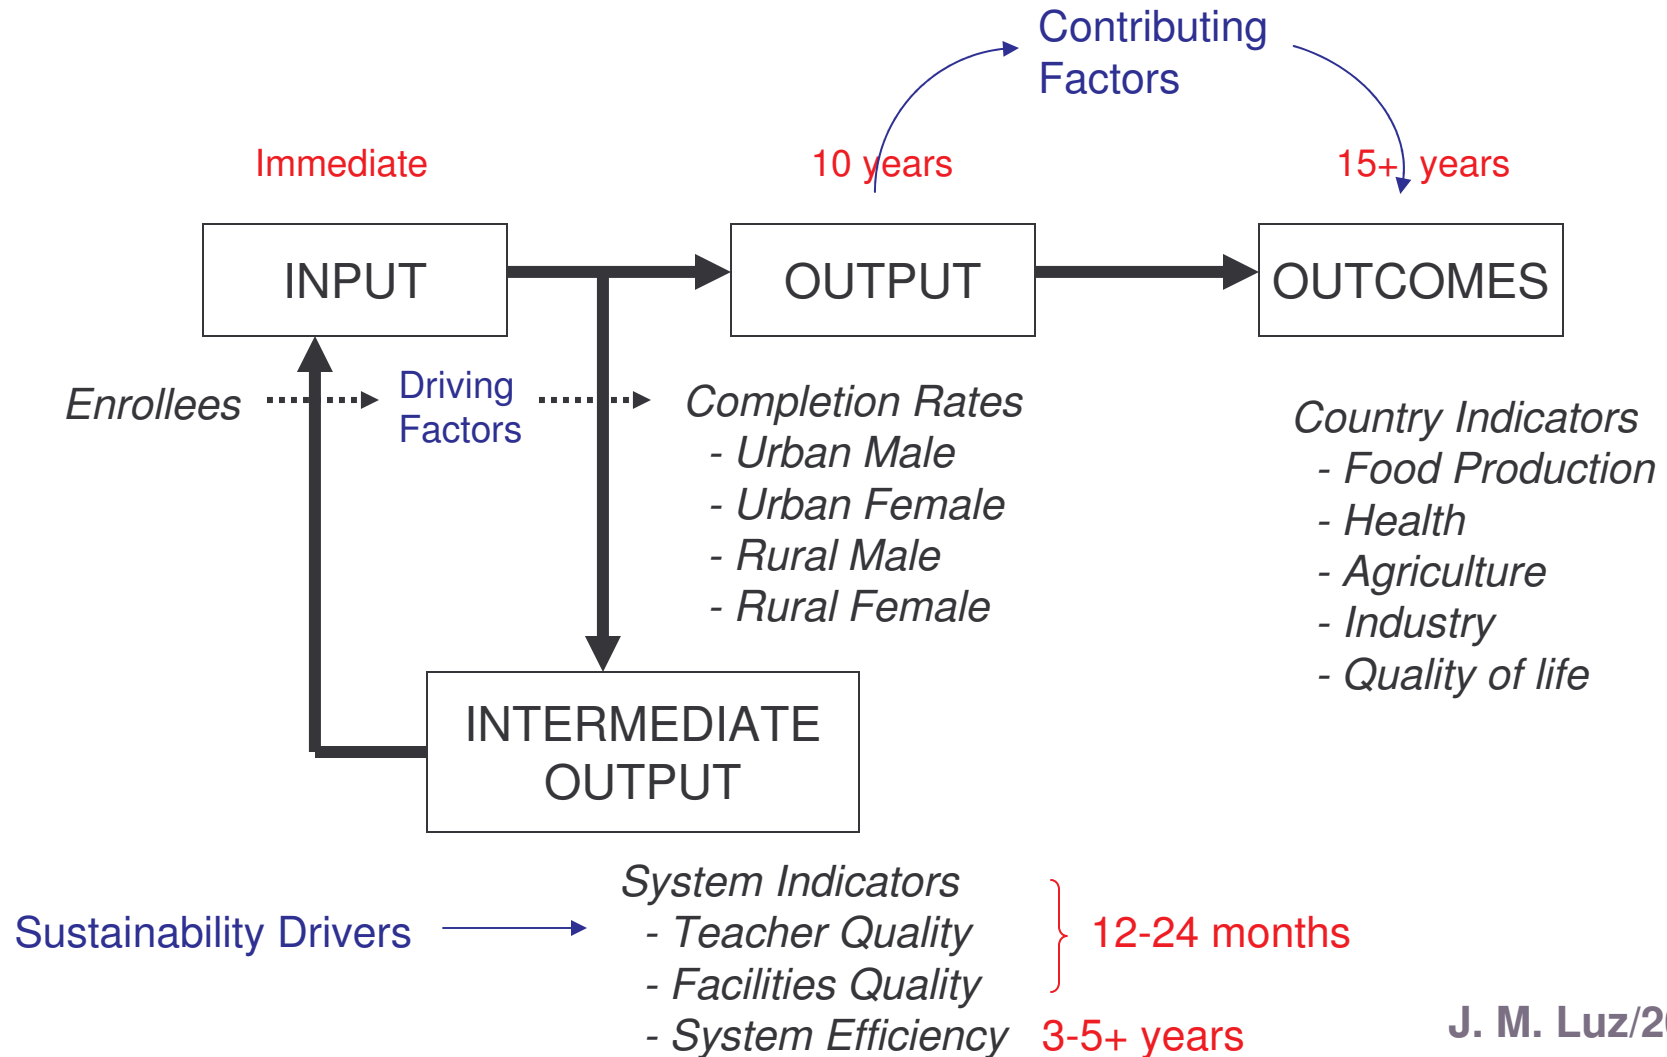 Contributing
Factors
Immediate
10 years
15+ years
INPUT
OUTPUT
OUTCOMES
Enrollees
Driving
Factors
Completion Rates
- Urban Male
- Urban Female
- Rural Male
- Rural Female
Country Indicators
- Food Production
- Health
- Agriculture
- Industry
- Quality of life
INTERMEDIATE
OUTPUT
Sustainability Drivers
System Indicators
- Teacher Quality
- Facilities Quality
- System Efficiency
12-24 months
3-5+ years
J. M. Luz/